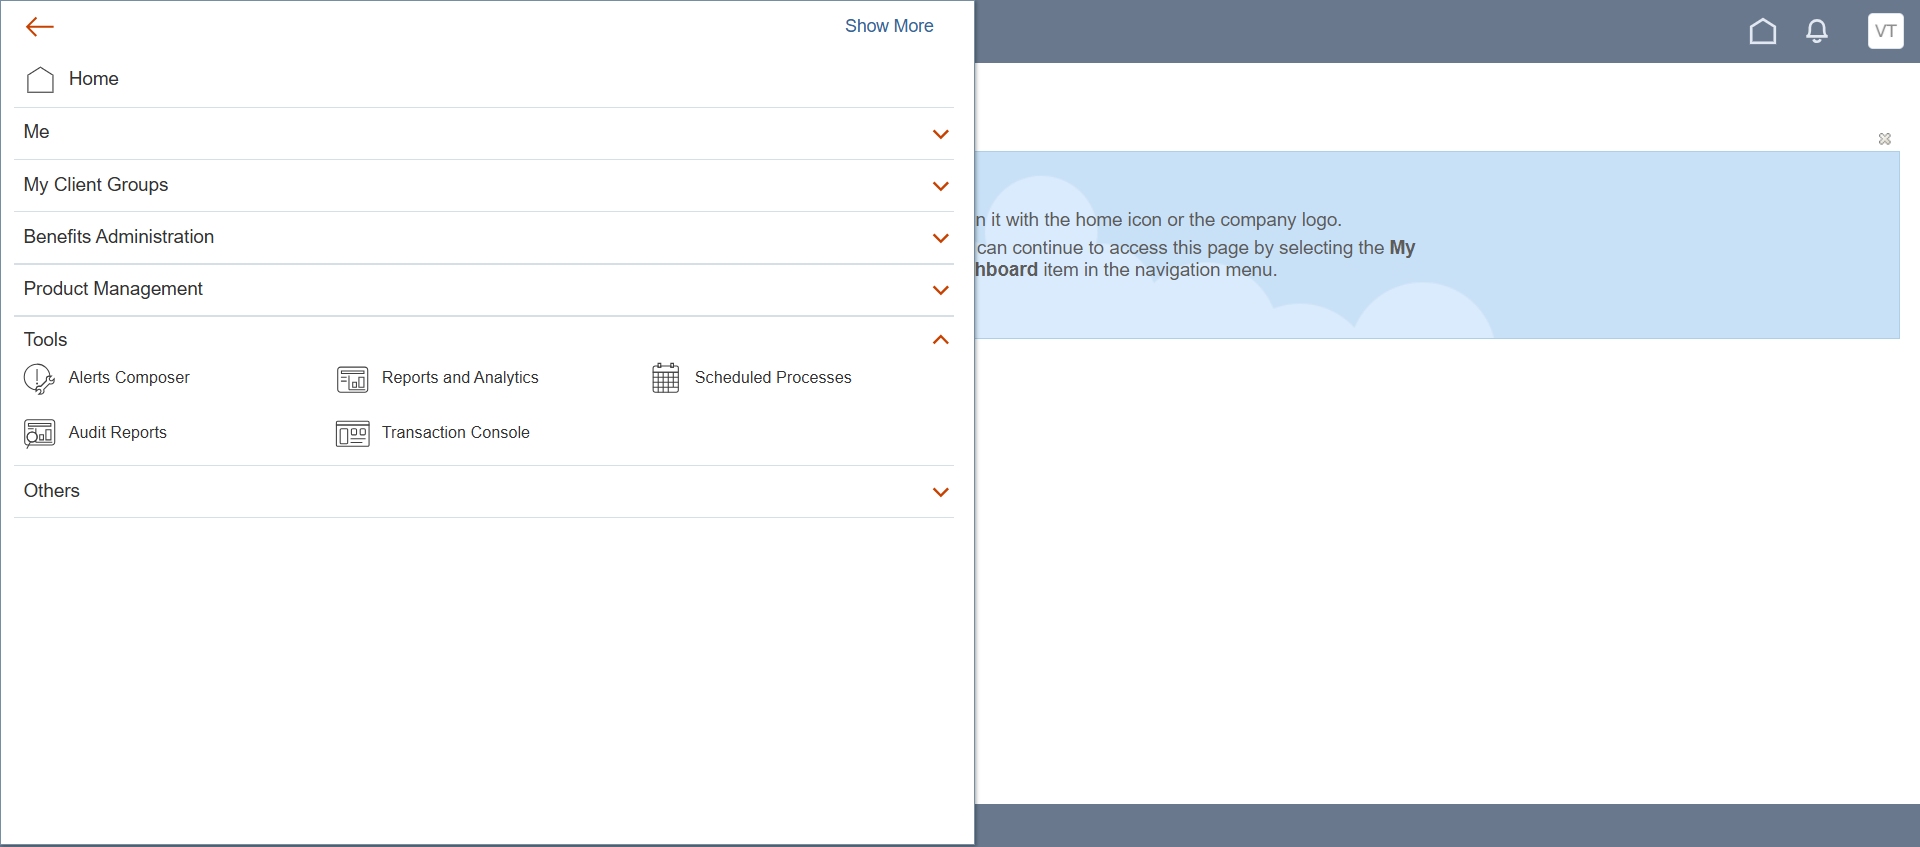 Show More
VT
Home
Me
My Client Groups
Benefits Administration
Product Management
Tools
Alerts Composer
Reports and Analytics
Scheduled Processes
Audit Reports
Transaction Console
Others
n it with the home icon or the company logo.
can continue to access this page by selecting the My
hboard item in the navigation menu.